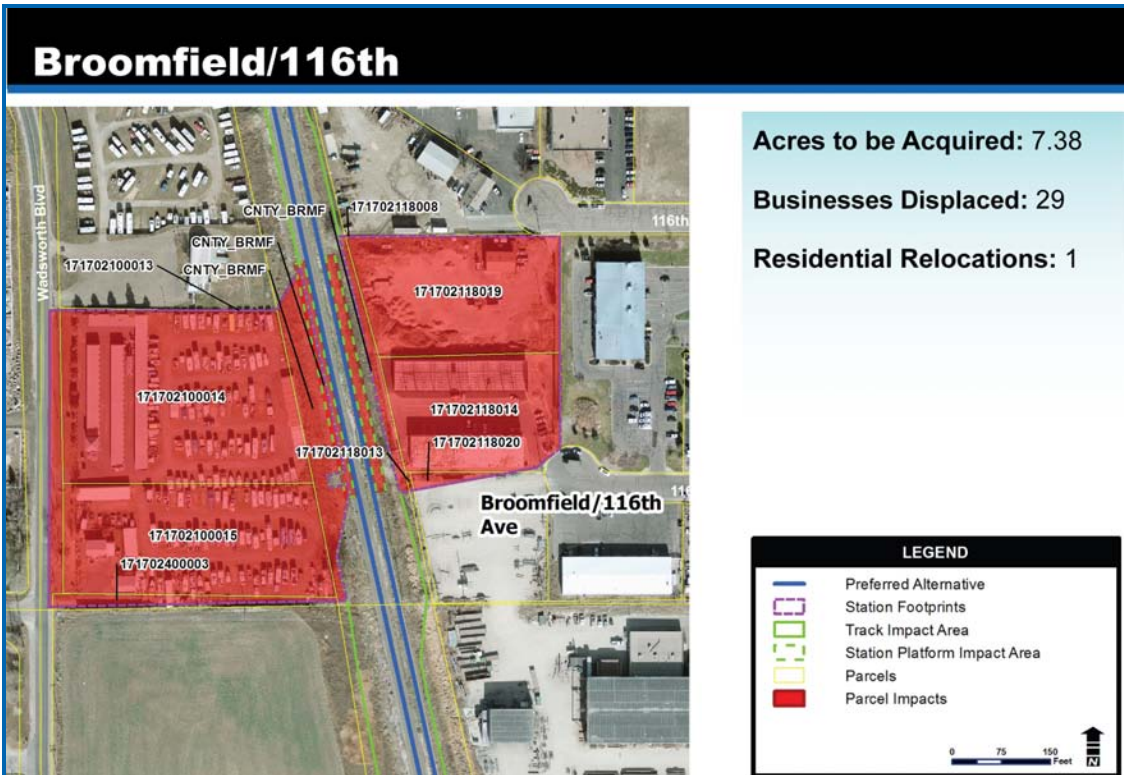 Broomfield/116th
Acres to be Acquired: 7.38
Businesses Displaced: 29
Residential Relocations: 1
Wadsworth Blvd
CNTY_BRMF
171702118008
116th
CNTY_BRMF
171702100013
CNTY_BRMF
171702118019
171702100014
171702118014
171702118020
171702118013
Broomfield/116th
Ave
116
171702100015
171702400003
LEGEND
Preferred Alternative
Station Footprints
Track Impact Area
Station Platform Impact Area
Parcels
Parcel Impacts
0 75 150
Feet
N